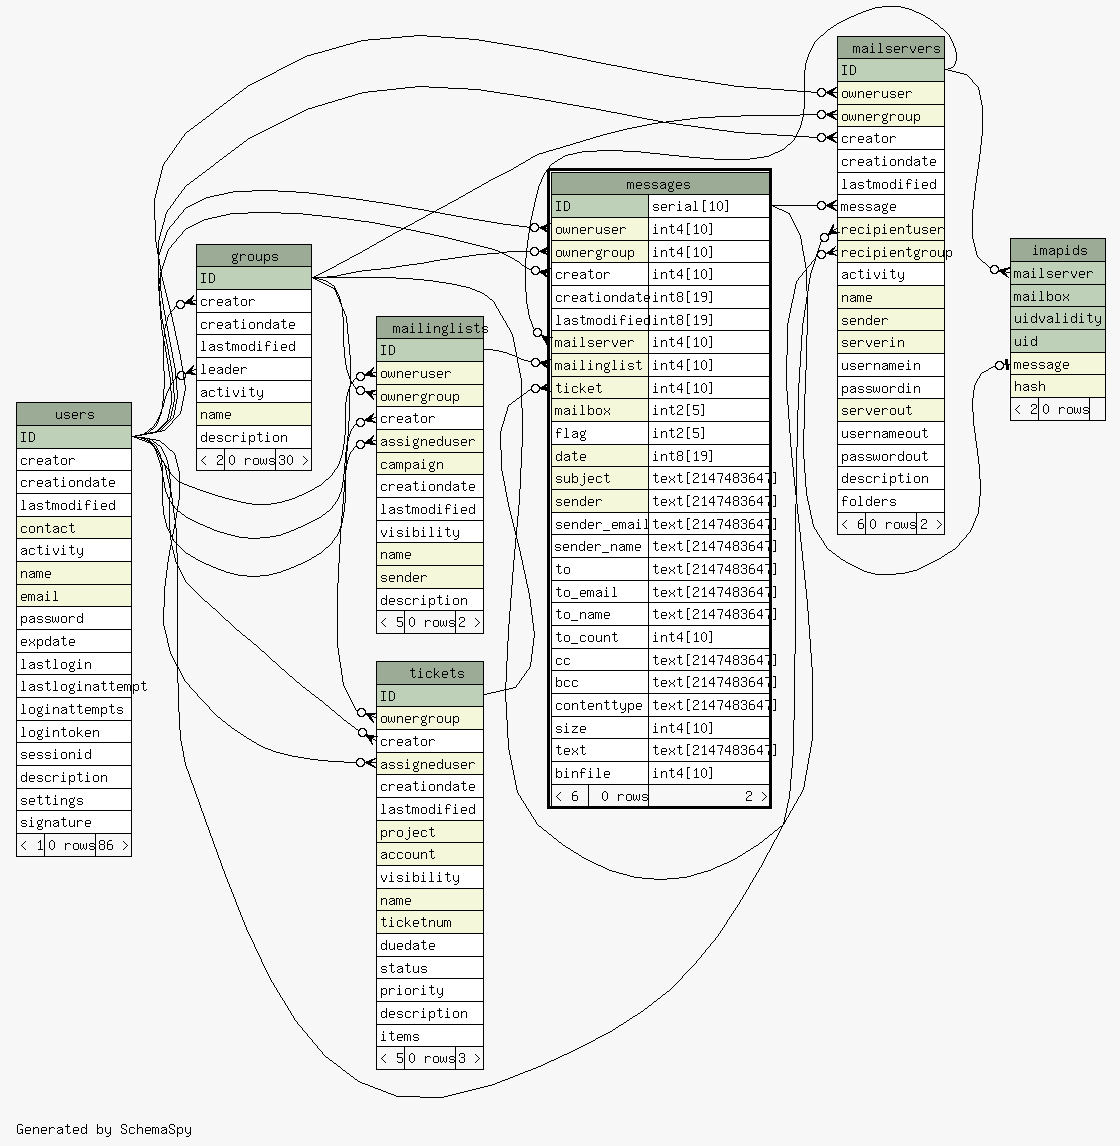 mailservers
ID
owneruser
ownergroup
creator
creationdate
lastmodified
message
recipientuser
recipientgroup
activity
name
sender
serverin
usernamein
passwordin
serverout
usernameout
passwordout
description
folders
< 6 0 rows 2 >
messages
ID serial[10]
owneruser int4[10]
ownergroup int4[10]
creator int4[10]
creationdate int8[19]
lastmodified int8[19]
mailserver int4[10]
mailinglist int4[10]
ticket int4[10]
mailbox int2[5]
flag int2[5]
date int8[19]
subject text[2147483647]
sender text[2147483647]
sender_email text[2147483647]
sender_name text[2147483647]
to text[2147483647]
to_email text[2147483647]
to_name text[2147483647]
to_count int4[10]
cc text[2147483647]
bcc text[2147483647]
contenttype text[2147483647]
size int4[10]
text text[2147483647]
binfile int4[10]
< 6 0 rows 2 >
imapids
mailserver
mailbox
uidvalidity
uid
message
hash
< 2 0 rows
groups
ID
creator
creationdate
lastmodified
leader
activity
name
description
< 2 0 rows 30 >
mailinglists
ID
owneruser
ownergroup
creator
assigneduser
campaign
creationdate
lastmodified
visibility
name
sender
description
< 5 0 rows 2 >
users
ID
creator
creationdate
lastmodified
contact
activity
name
email
password
expdate
lastlogin
lastloginattempt
loginattempts
logintoken
sessionid
description
settings
signature
< 1 0 rows 86 >
tickets
ID
ownergroup
creator
assigneduser
creationdate
lastmodified
project
account
visibility
name
ticketnum
duedate
status
priority
description
items
< 5 0 rows 3 >
Generated by SchemaSpy